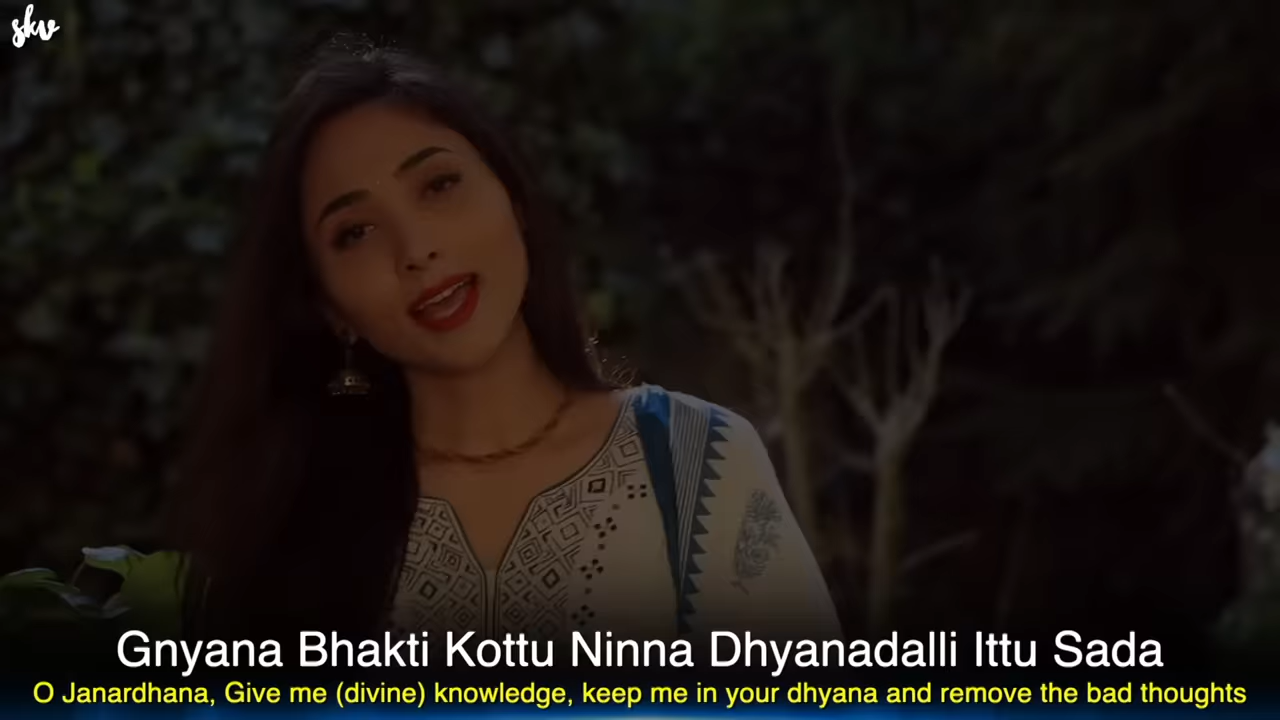 skv
Gnyana Bhakti Kottu Ninna Dhyanadalli Ittu Sada
O Janardhana, Give me (divine) knowledge, keep me in your dhyana and remove the bad thoughts